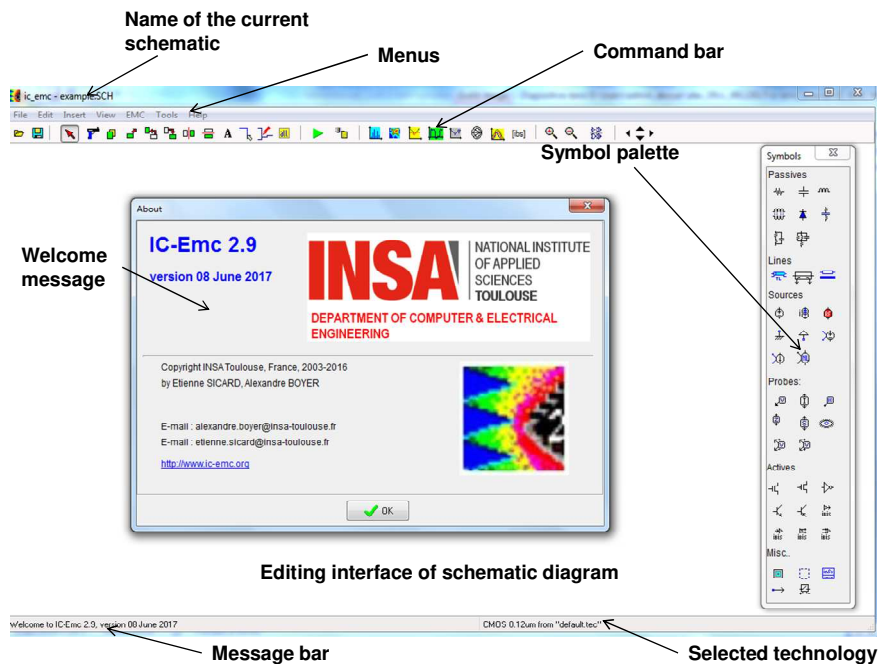 Name of the current
schematic
Menus
Command bar
ic_emc - example.SCH
File Edit Insert View EMC Tools Help
A [ibs]
Symbol palette
Symbols
Passives
Lines
Sources
Probes:
Actives
Misc..
Welcome
message
About
IC-Emc 2.9
version 08 June 2017
INSA
NATIONAL INSTITUTE
OF APPLIED
SCIENCES
TOULOUSE
DEPARTMENT OF COMPUTER & ELECTRICAL
ENGINEERING
Copyright INSA Toulouse, France, 2003-2016
by Etienne SICARD, Alexandre BOYER
E-mail : alexandre.boyer@insa-toulouse.fr
E-mail : etienne.sicard@insa-toulouse.fr
http://www.ic-emc.org
OK
Editing interface of schematic diagram
Welcome to IC-Emc 2.9, version 08 June 2017
CMOS 0.12um from "default.tec"
Message bar
Selected technology